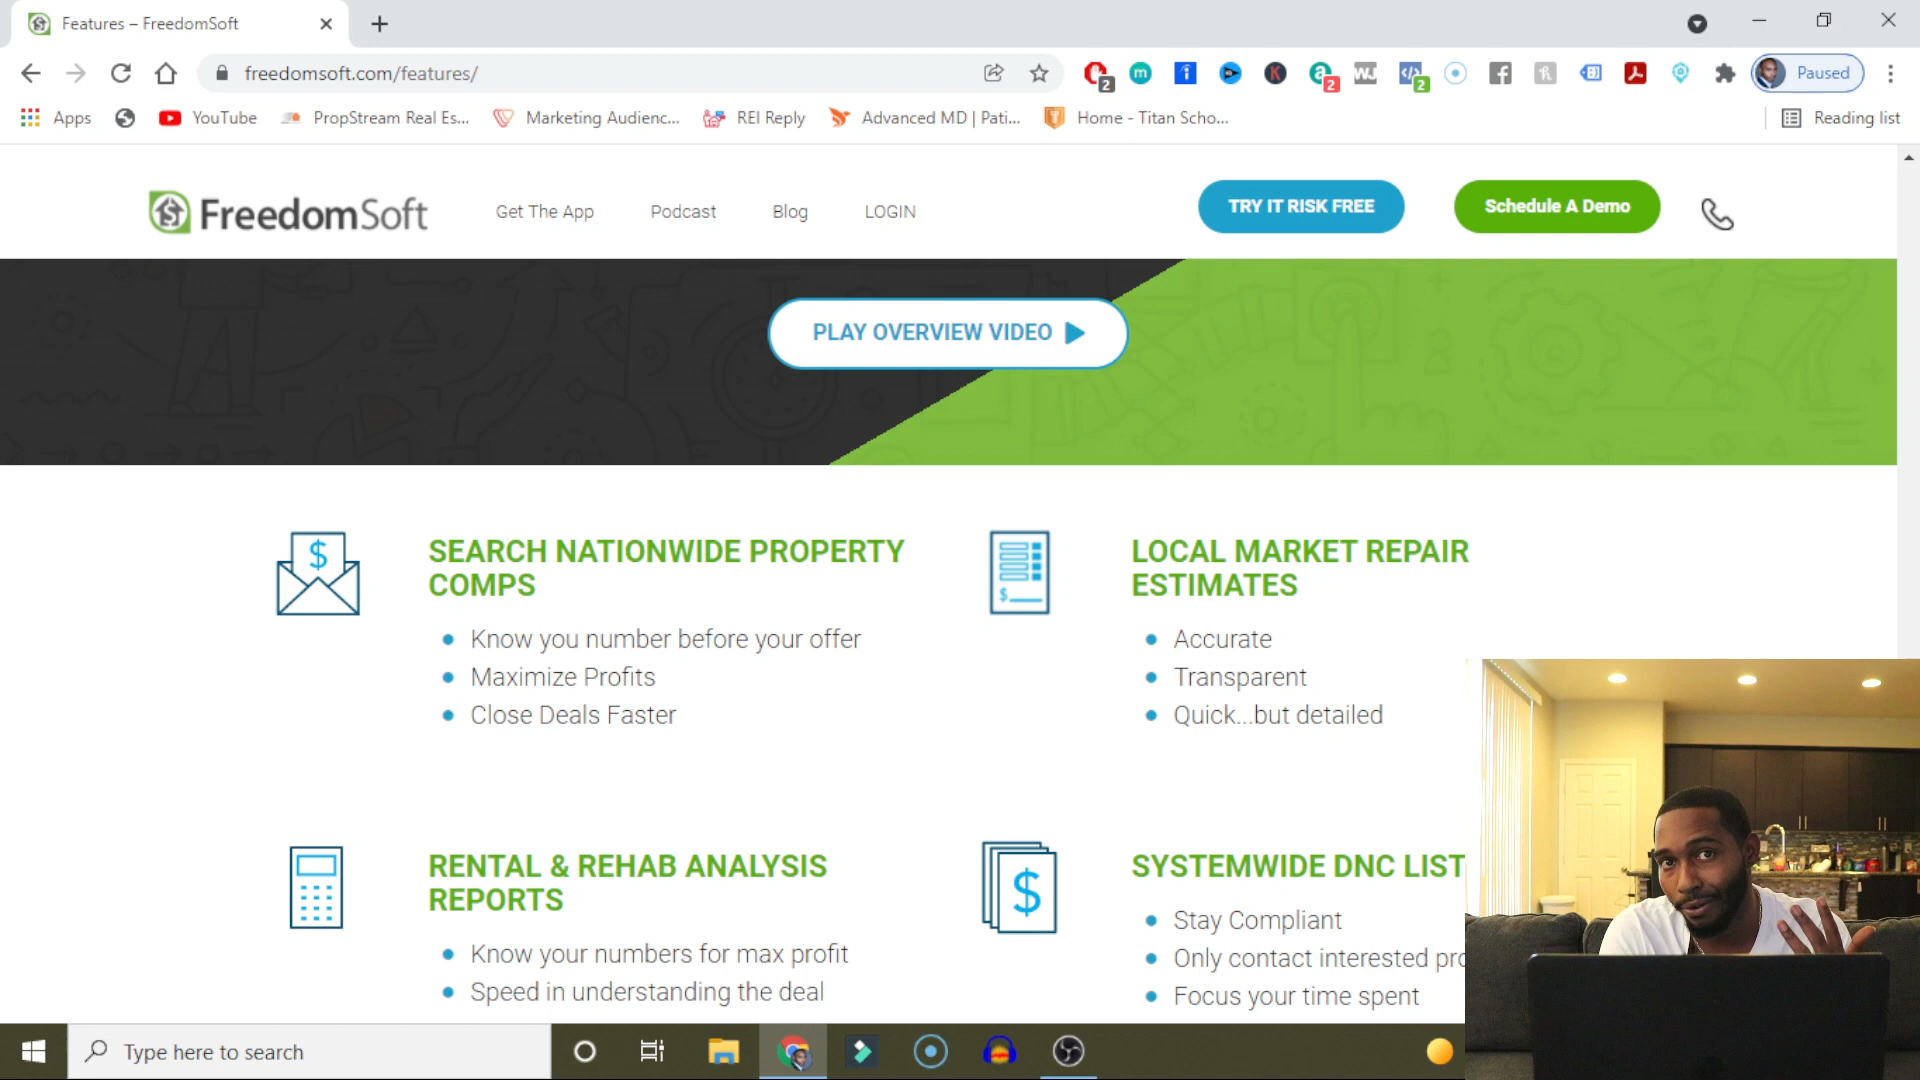 Features – FreedomSoft
freedomsoft.com/features/
2
m
K
a
2
WJ
2
Paused
Apps
YouTube
PropStream Real Es...
Marketing Audienc...
REI Reply
Advanced MD | Pati...
Home - Titan Scho...
Reading list
FreedomSoft
Get The App
Podcast
Blog
LOGIN
TRY IT RISK FREE
Schedule A Demo
PLAY OVERVIEW VIDEO
SEARCH NATIONWIDE PROPERTY
COMPS
Know you number before your offer
Maximize Profits
Close Deals Faster
LOCAL MARKET REPAIR
ESTIMATES
Accurate
Transparent
Quick...but detailed
RENTAL & REHAB ANALYSIS
REPORTS
Know your numbers for max profit
Speed in understanding the deal
SYSTEMWIDE DNC LIST
Stay Compliant
Only contact interested pro
Focus your time spent
Type here to search